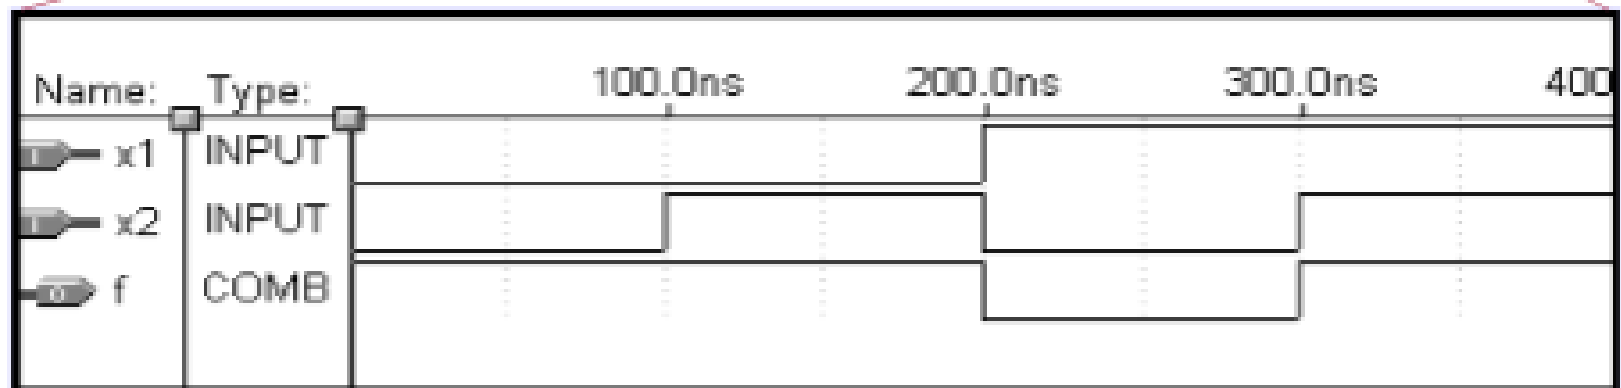 Name: Type: 100.0ns 200.0ns 300.0ns 400
I x1 INPUT
I x2 INPUT
O f COMB